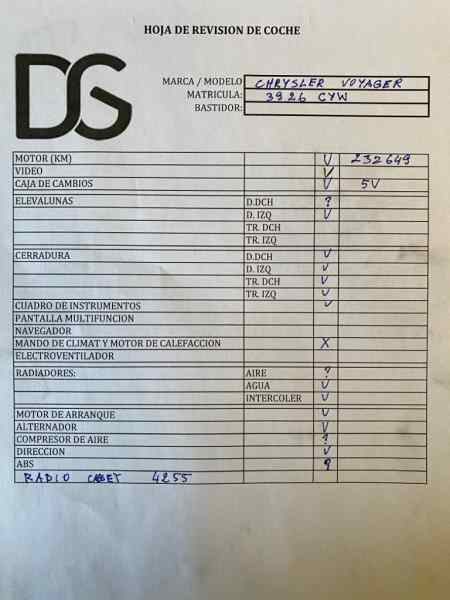 HOJA DE REVISION DE COCHE
DG
MARCA / MODELO CHRYSLER VOYAGER
MATRICULA: 3926 CYW
BASTIDOR:
MOTOR (KM) V 232649
VIDEO V
CAJA DE CAMBIOS V 5V
ELEVALUNAS D.DCH ?
D. IZQ V
TR. DCH
TR. IZQ
CERRADURA D.DCH V
D. IZQ V
TR. DCH V
TR. IZQ V
CUADRO DE INSTRUMENTOS V
PANTALLA MULTIFUNCION
NAVEGADOR
MANDO DE CLIMAT Y MOTOR DE CALEFACCION X
ELECTROVENTILADOR
RADIADORES: AIRE ?
AGUA V
INTERCOLER V
MOTOR DE ARRANQUE V
ALTERNADOR V
COMPRESOR DE AIRE ?
DIRECCION V
ABS ?
RADIO 4255